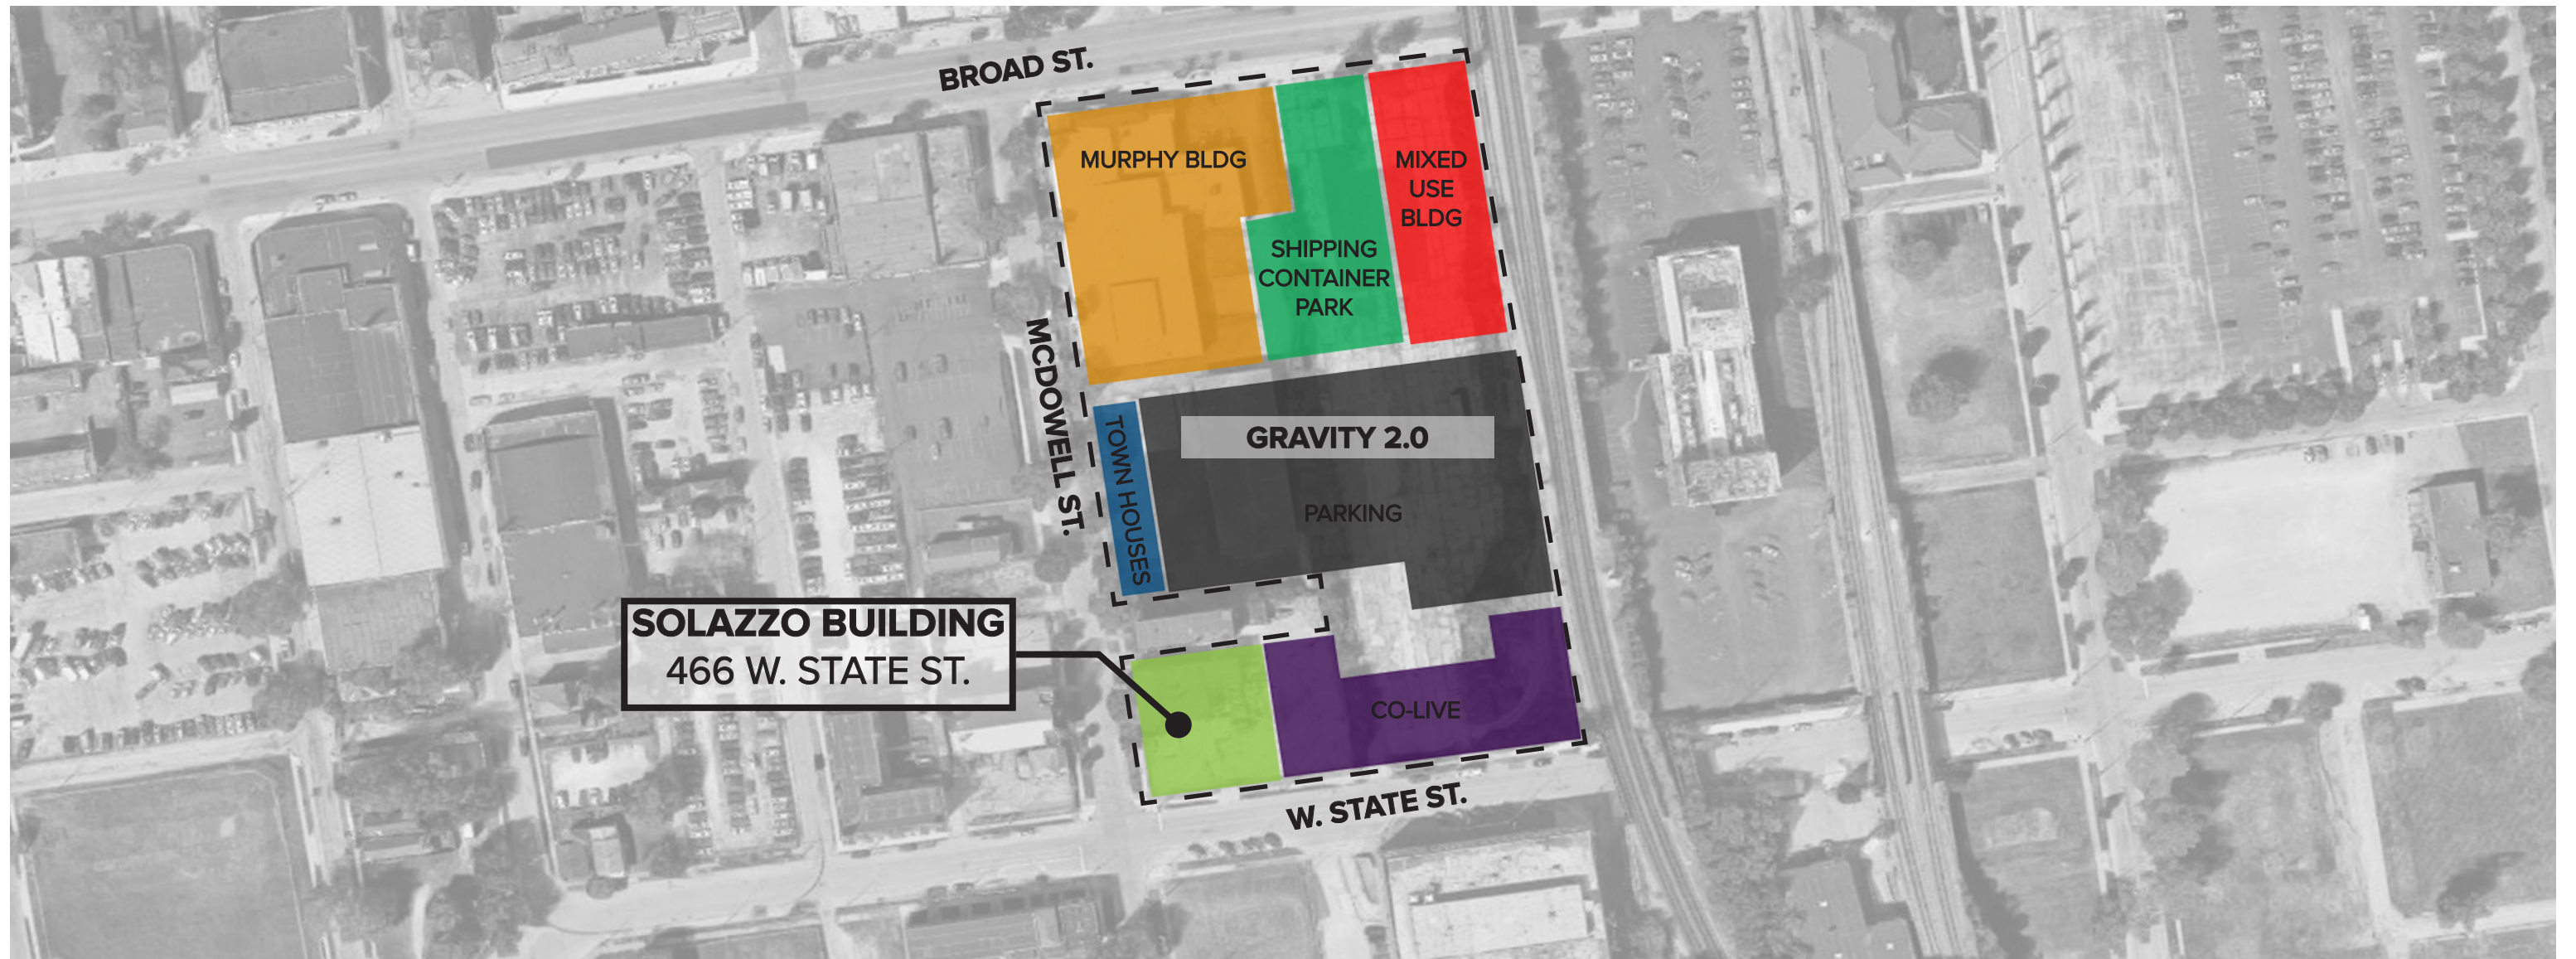 BROAD ST.
MURPHY BLDG
MIXED
USE
BLDG
SHIPPING
CONTAINER
PARK
MCDOWELL ST.
TOWN HOUSES
GRAVITY 2.0
PARKING
SOLAZZO BUILDING
466 W. STATE ST.
CO-LIVE
W. STATE ST.